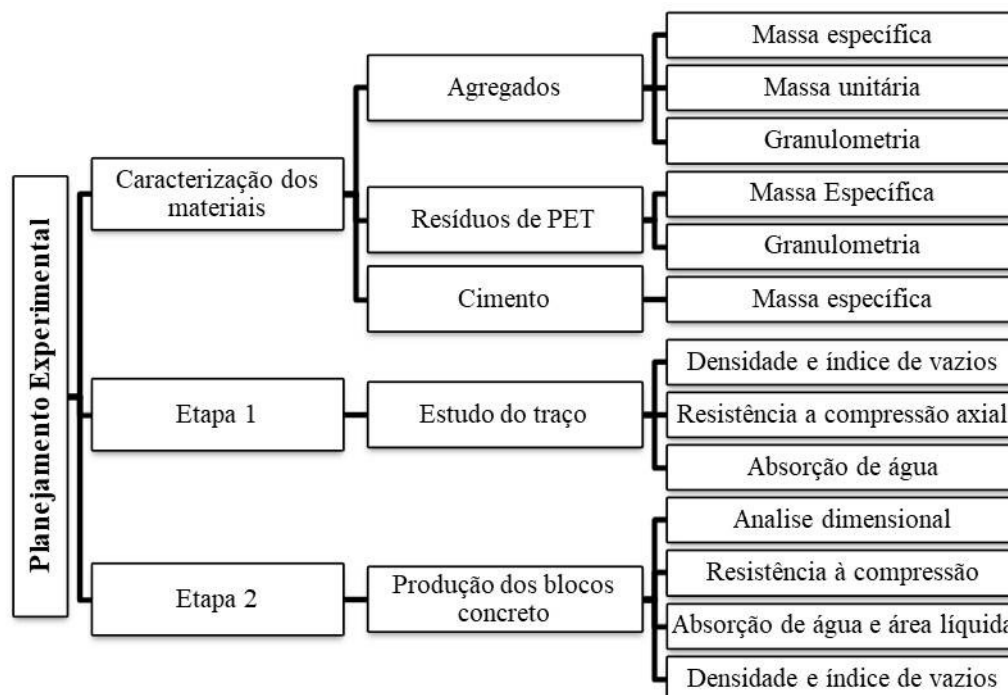 Planejamento Experimental
Caracterização dos
materiais
Agregados
Massa específica
Massa unitária
Granulometria
Resíduos de PET
Massa Específica
Granulometria
Cimento
Massa específica
Etapa 1
Estudo do traço
Densidade e índice de vazios
Resistência a compressão axial
Absorção de água
Etapa 2
Produção dos blocos
concreto
Analise dimensional
Resistência à compressão
Absorção de água e área líquida
Densidade e índice de vazios